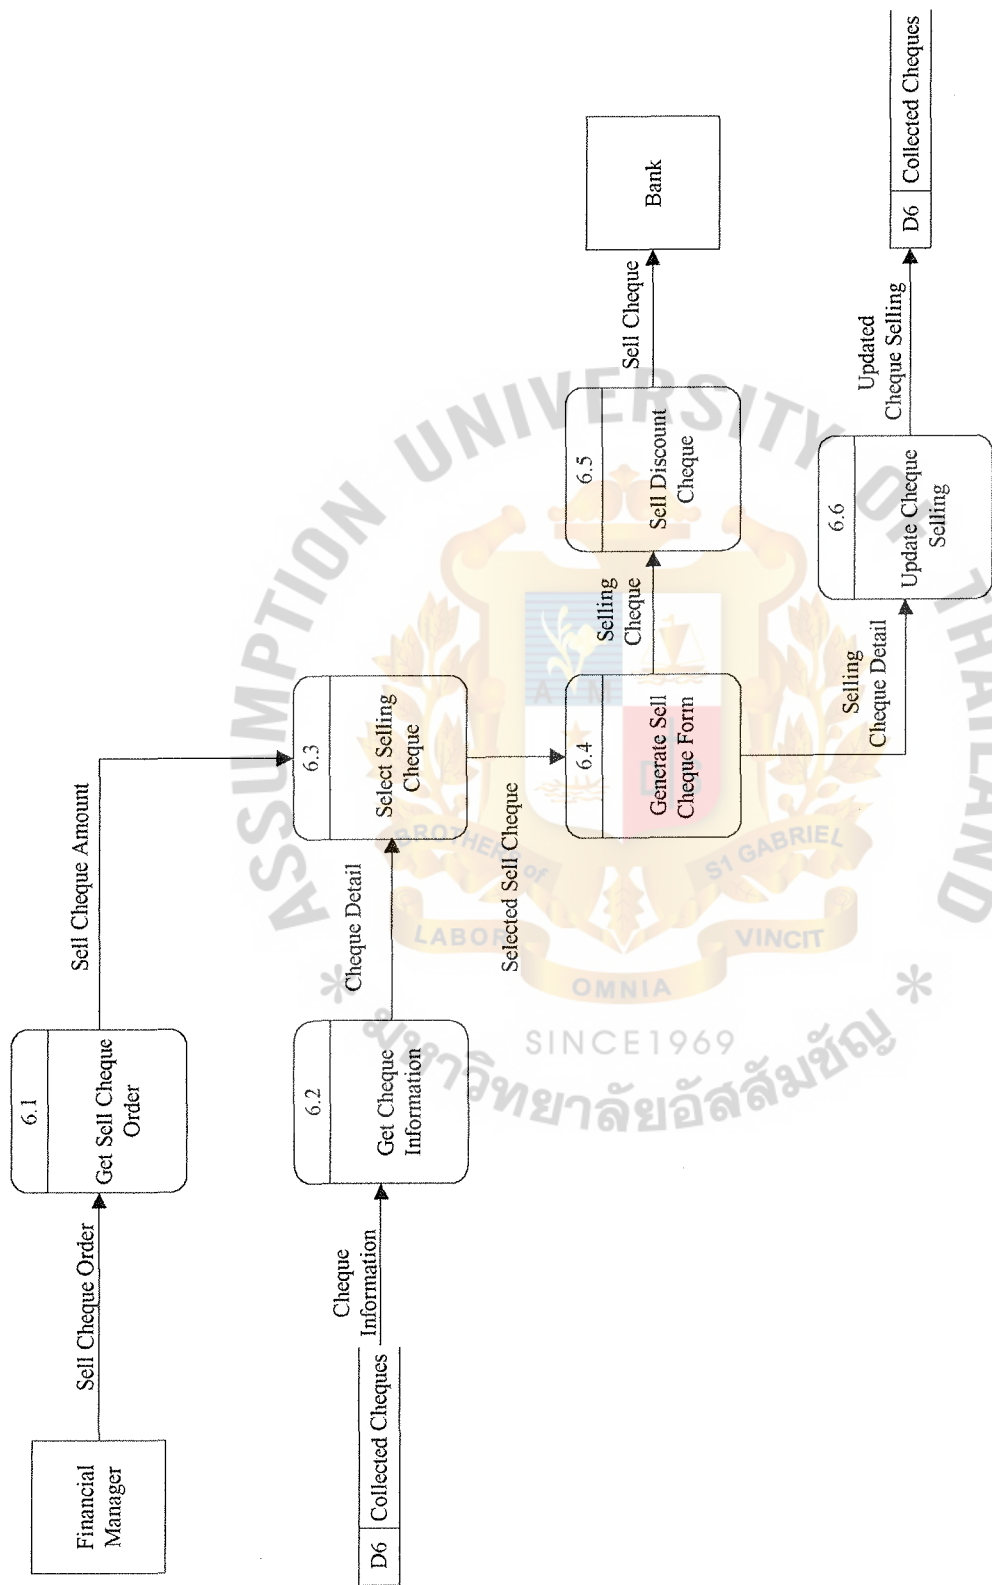 Financial
Manager
Sell Cheque Order
6.1
Get Sell Cheque
Order
Sell Cheque Amount
D6
Collected Cheques
Cheque
Information
6.2
Get Cheque
Information
Cheque Detail
6.3
Select Selling
Cheque
Selected Sell Cheque
6.4
Generate Sell
Cheque Form
Selling
Cheque
6.5
Sell Discount
Cheque
Sell Cheque
Bank
Selling
Cheque Detail
6.6
Update Cheque
Selling
Updated
Cheque Selling
D6
Collected Cheques
ASSUMPTION UNIVERSITY OF THAILAND
A M
D S
BROTHERS of
S1 GABRIEL
LABOR
OMNIA
VINCIT
SINCE1969
* มหาวิทยาลัยอัสสัมชัญ *